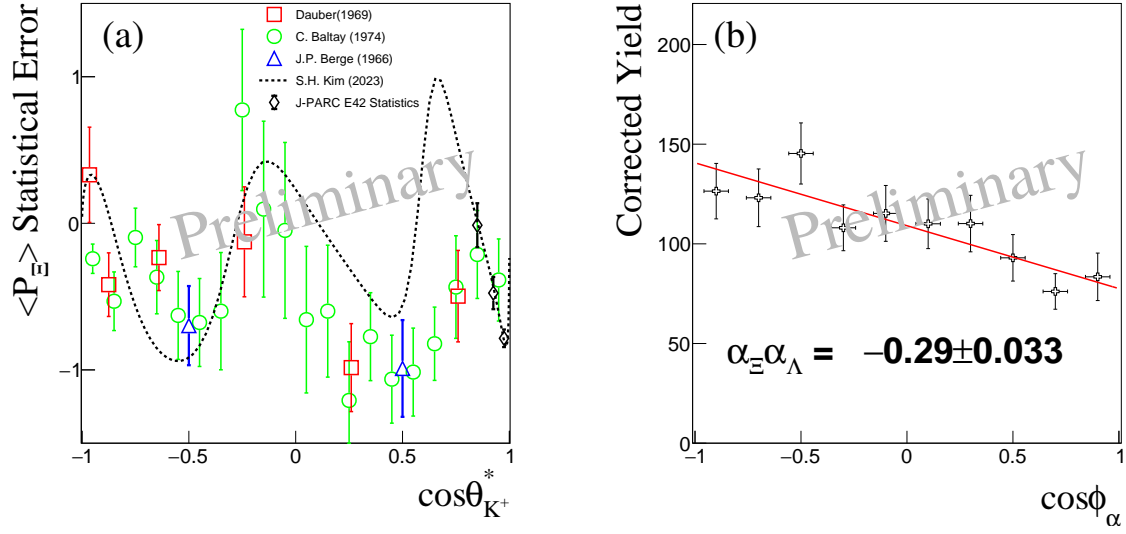 (a)
Dauber(1969)
C. Baltay (1974)
J.P. Berge (1966)
S.H. Kim (2023)
J-PARC E42 Statistics
<P_Ξ> Statistical Error
1
0
−1
Preliminary
−1
−0.5
0
0.5
1
cosθ*_{K⁺}
(b)
Corrected Yield
200
150
100
50
0
Preliminary
α_Ξα_Λ = −0.29±0.033
−1
−0.5
0
0.5
1
cosϕ_α